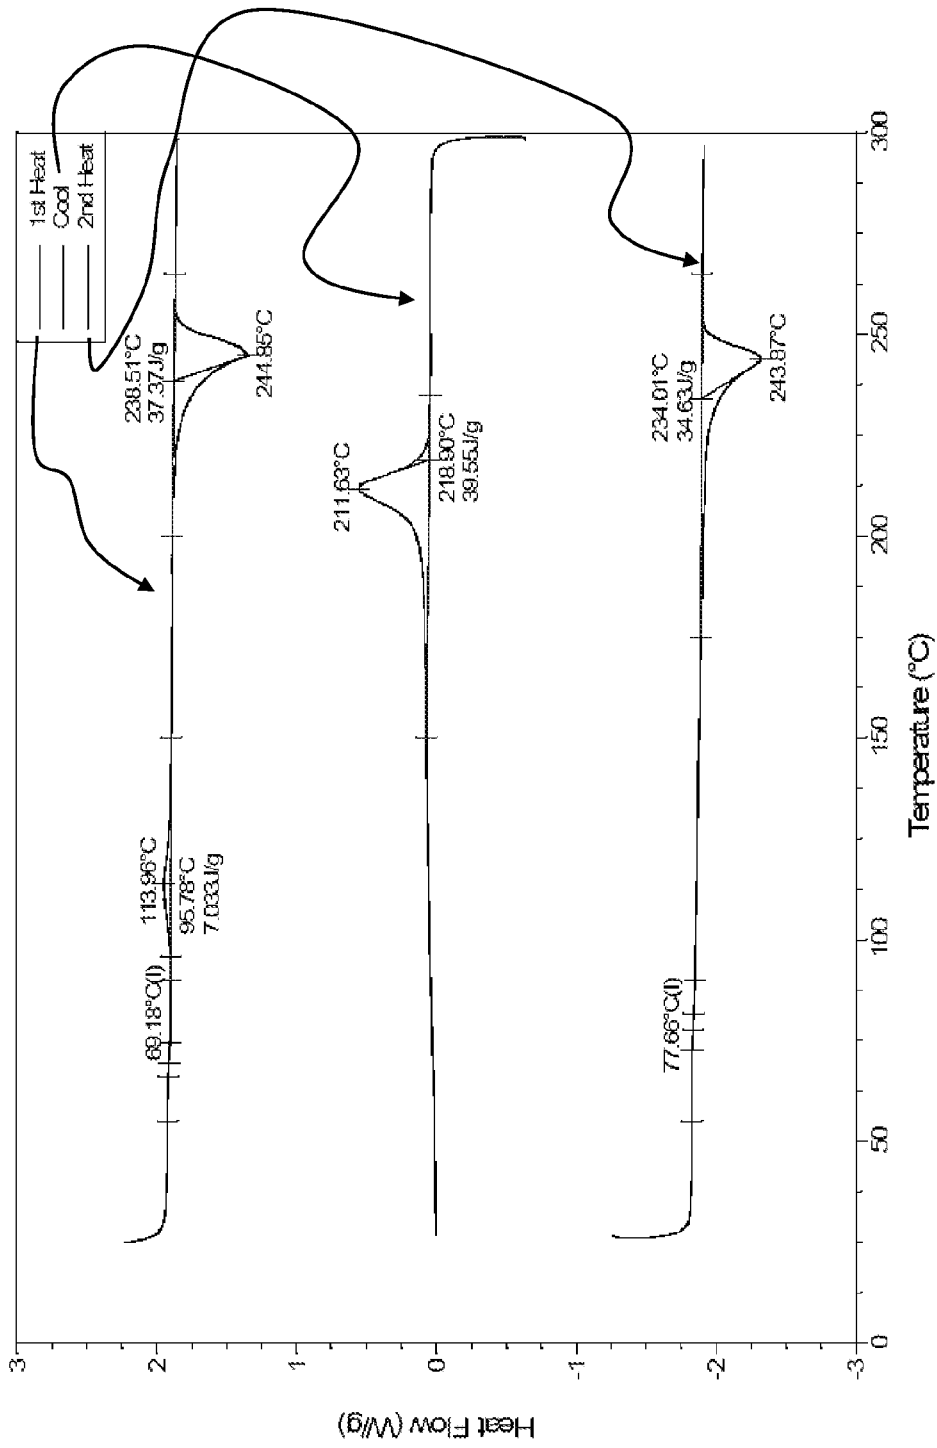 1st Heat
Cool
2nd Heat
238.51°C
37.37J/g
244.85°C
113.96°C
95.78°C
7.033J/g
69.18°C(I)
211.63°C
218.90°C
39.55J/g
234.01°C
34.63J/g
243.87°C
77.66°C(I)
3
2
1
0
-1
-2
-3
Heat Flow (W/g)
0
50
100
150
200
250
300
Temperature (°C)